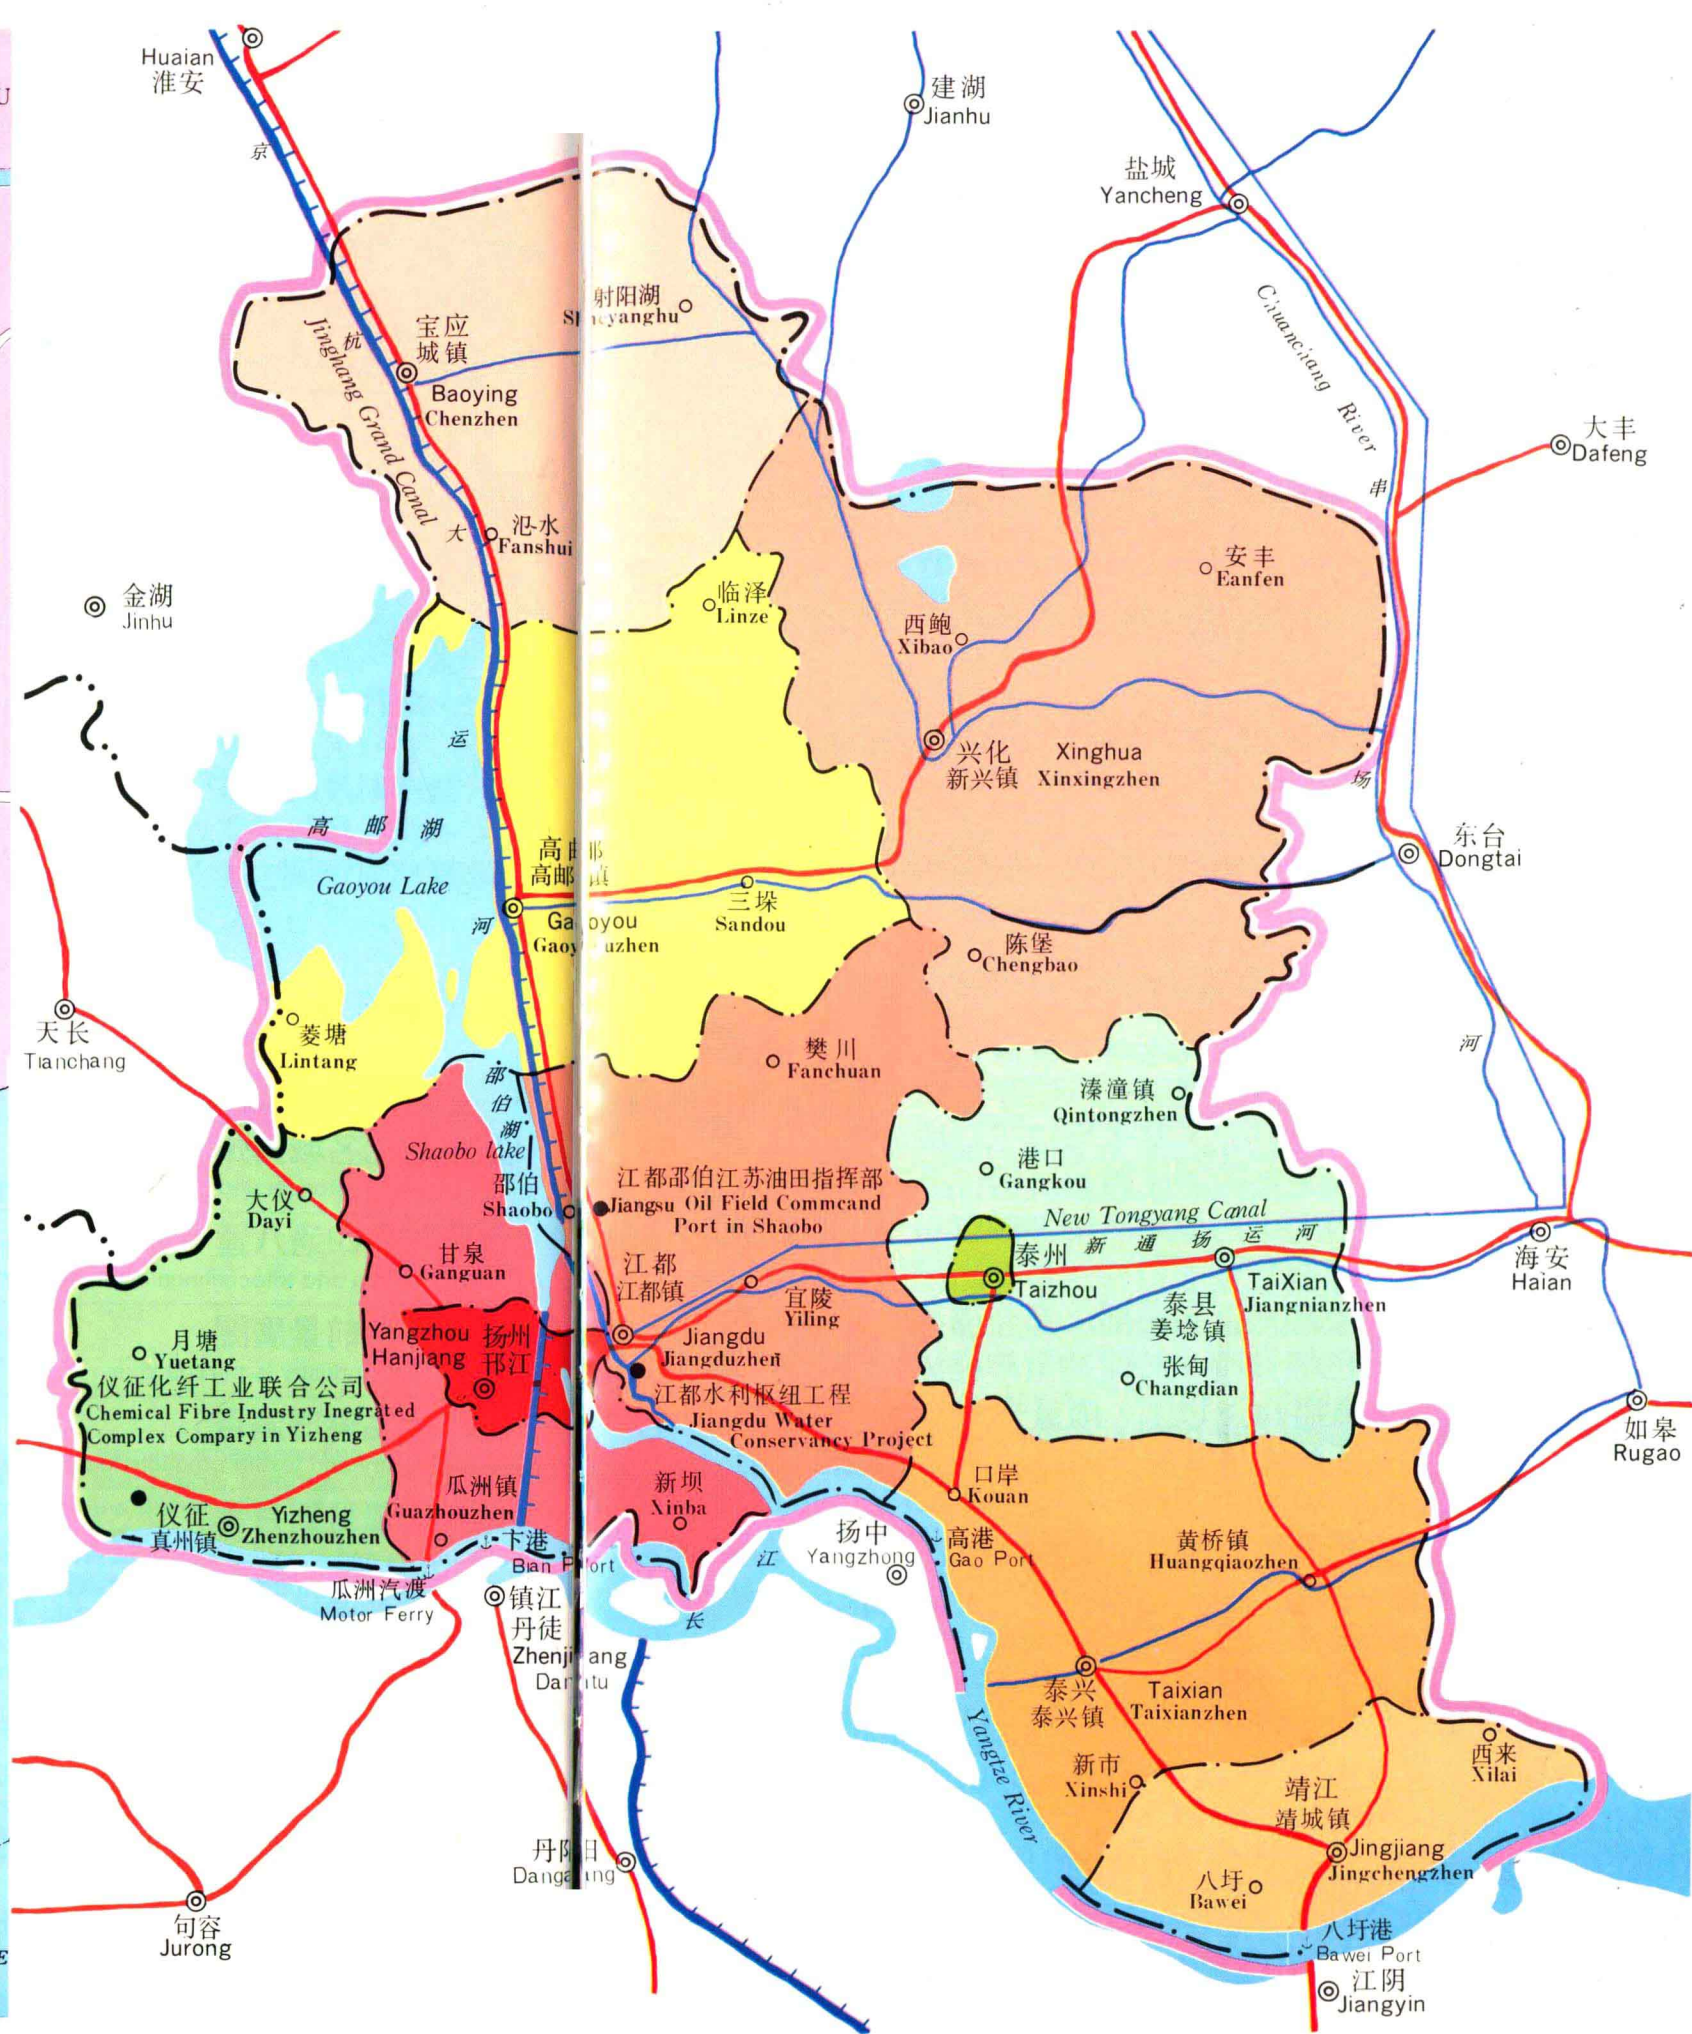 Huaian
淮安
建湖
Jianhu
盐城
Yancheng
京
射阳湖
宝应
城镇
杭
Jinghang Grand Canal
Baoying
Chenzhen
Chuanchang River
串
大丰
Dafeng
氾水
Fanshui
大
安丰
Eanfen
金湖
Jinhu
临泽
Linze
西鲍
Xibao
运
兴化
新兴镇
Xinghua
Xinxingzhen
场
高邮湖
Gaoyou Lake
东台
Dongtai
高邮
高邮镇
三垛
Sandou
河
Gaoyou
Gaoyouzhen
陈堡
Chengbao
天长
Tianchang
菱塘
Lintang
樊川
Fanchuan
河
邵
伯
湖
Shaobo lake
溱潼镇
Qintongzhen
港口
Gangkou
江都邵伯江苏油田指挥部
Jiangsu Oil Field Commcand
Port in Shaobo
邵伯
Shaobo
大仪
Dayi
New Tongyang Canal
新通扬运河
甘泉
Ganguan
江都
江都镇
泰州
Taizhou
海安
Haian
宜陵
Yiling
TaiXian
Jiangnianzhen
泰县
姜埝镇
月塘
Yuetang
Yangzhou
Hanjiang
扬州
邗江
Jiangdu
Jiangduzhen
张甸
Changdian
仪征化纤工业联合公司
Chemical Fibre Industry Inegrated
Complex Compary in Yizheng
江都水利枢纽工程
Jiangdu Water
Conservancy Project
如皋
Rugao
瓜洲镇
Guazhouzhen
新坝
Xinba
口岸
Kouan
仪征
真州镇
Yizheng
Zhenzhouzhen
卞港
Bian Port
江
扬中
Yangzhong
高港
Gao Port
黄桥镇
Huangqiaozhen
瓜洲汽渡
Motor Ferry
镇江
丹徒
Zhenjiang
长
泰兴
泰兴镇
Taixian
Taixianzhen
Yangtze River
新市
Xinshi
西来
Xilai
靖江
靖城镇
Jingjiang
Jingchengzhen
丹阳
八圩
Bawei
句容
Jurong
八圩港
Bawei Port
江阴
Jiangyin